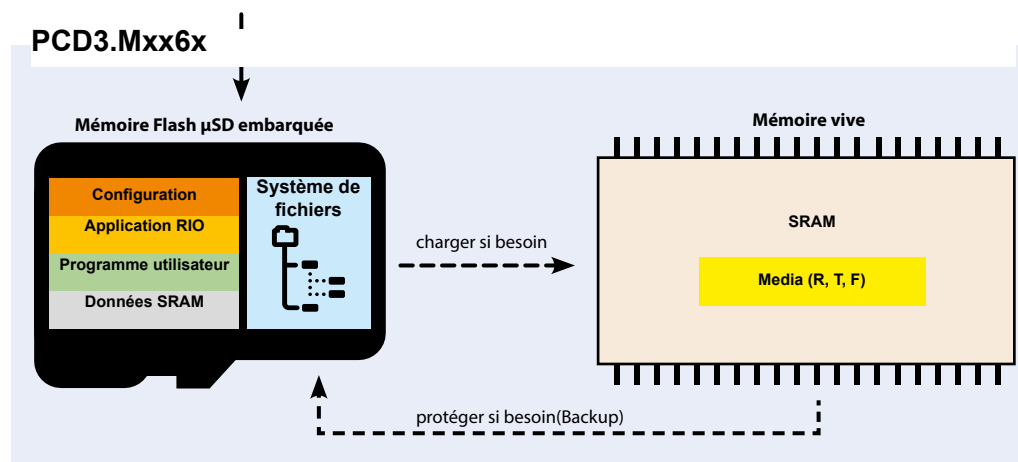 PCD3.Mxx6x
Mémoire Flash µSD embarquée
Configuration
Application RIO
Programme utilisateur
Données SRAM
Système de
fichiers
charger si besoin
Mémoire vive
SRAM
Media (R, T, F)
protéger si besoin(Backup)